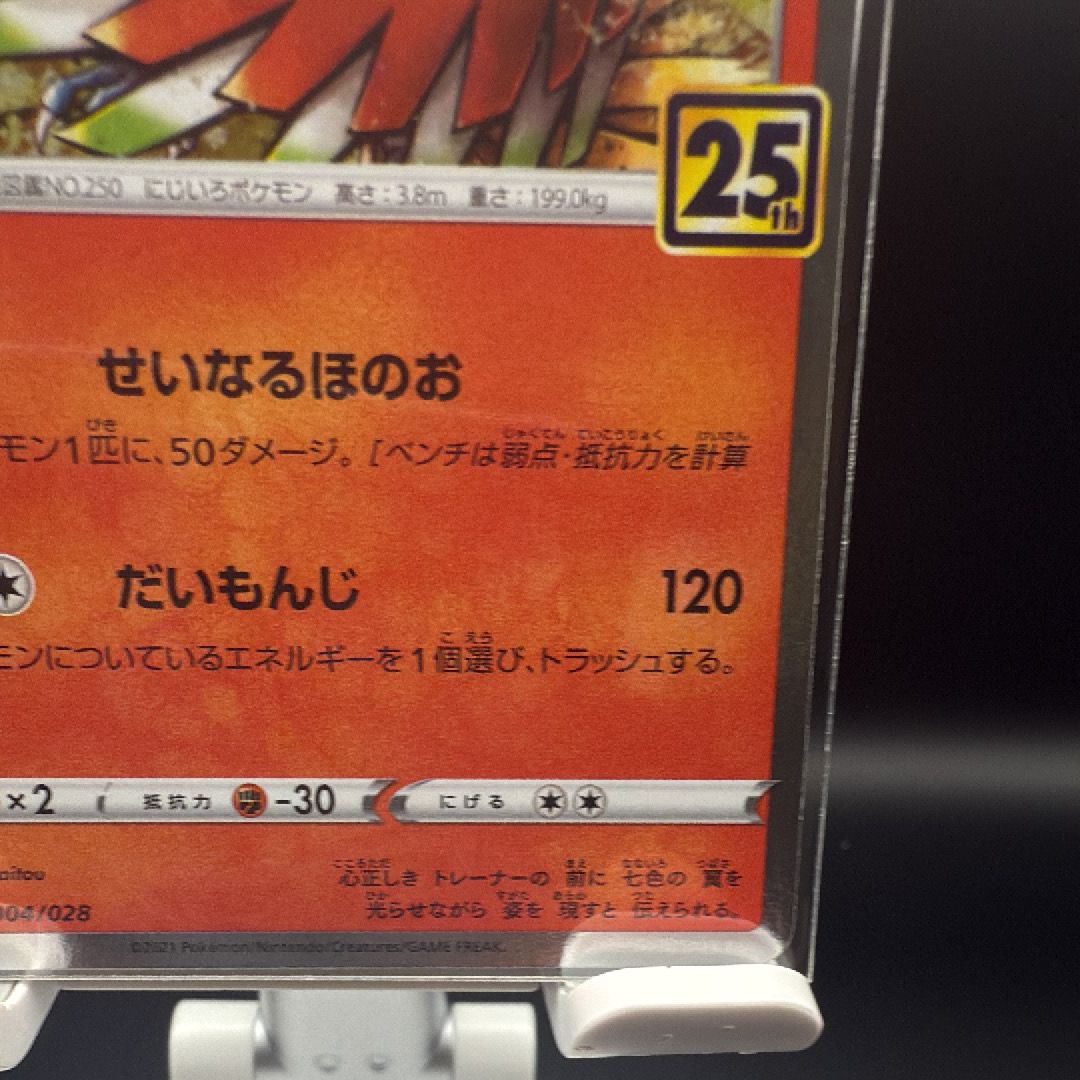 図鑑NO.250 にじいろポケモン 高さ：3.8m 重さ：199.0kg
25th
せいなるほのお
モン1匹に、50ダメージ。［ベンチは弱点・抵抗力を計算
だいもんじ 120
モンについているエネルギーを1個選び、トラッシュする。
×2 抵抗力 -30 にげる
aitou
心正しき トレーナーの 前に 七色の 翼を
004/028
光らせながら 姿を 現すと 伝えられる。
©2021 Pokémon/Nintendo/Creatures/GAME FREAK.